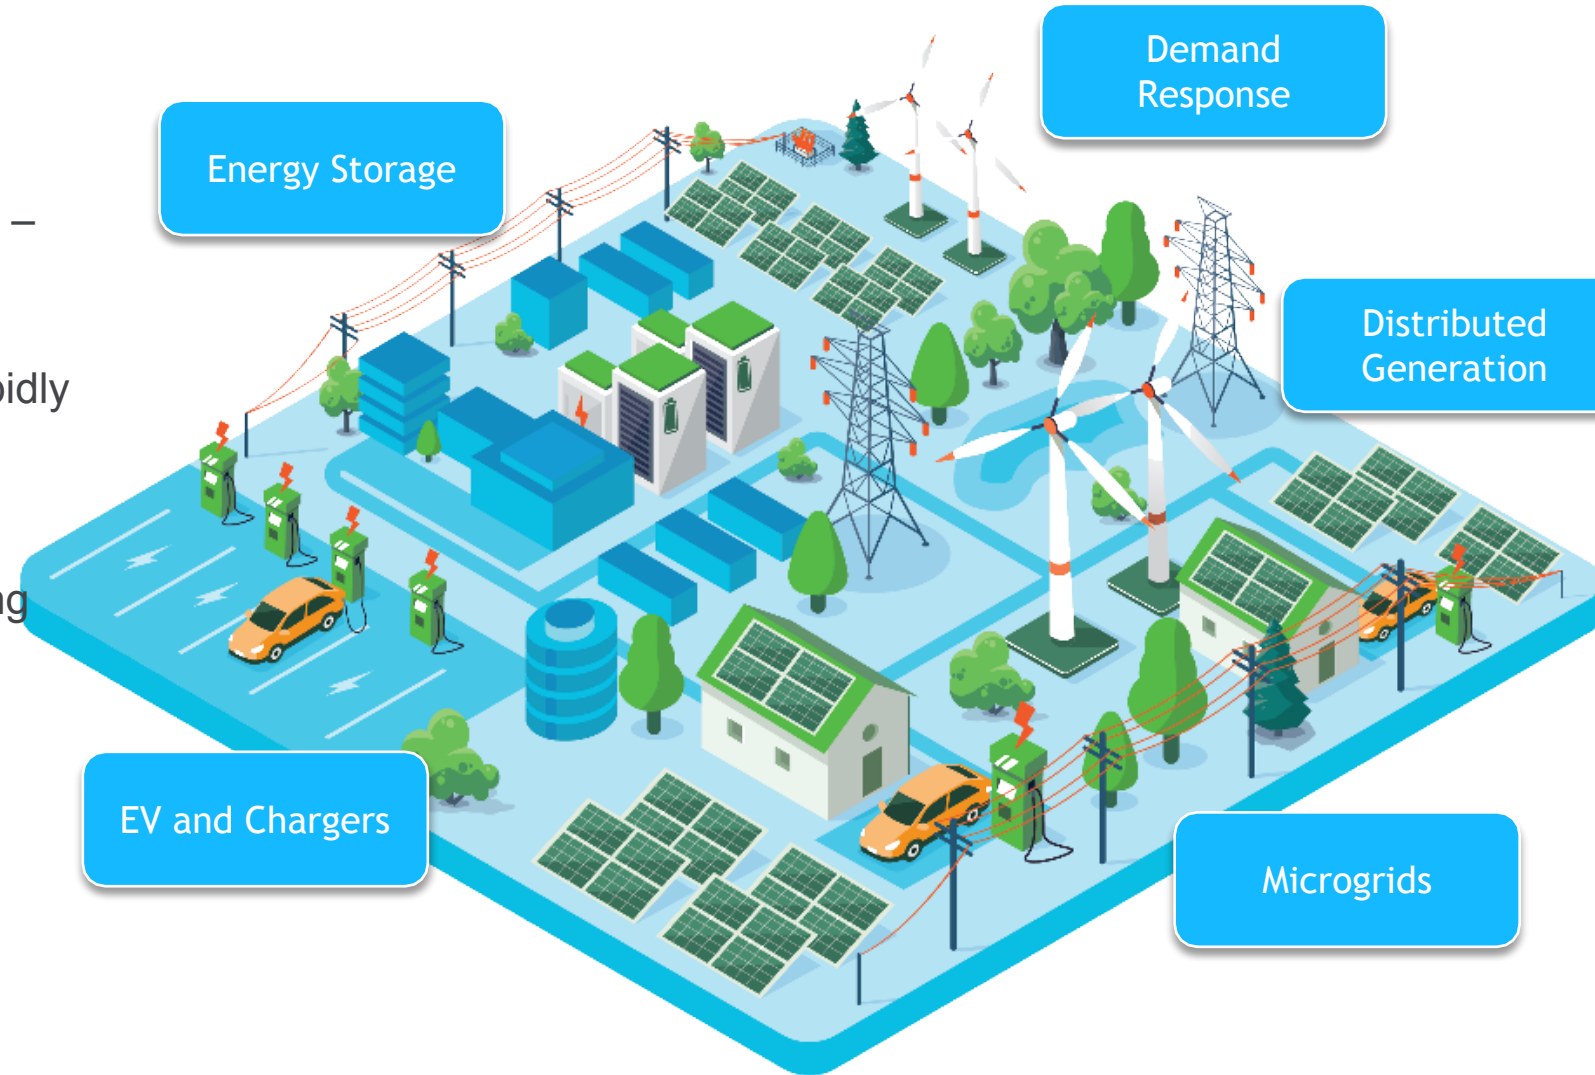 Demand
Response
Energy Storage
–
Distributed
Generation
EV and Chargers
Microgrids